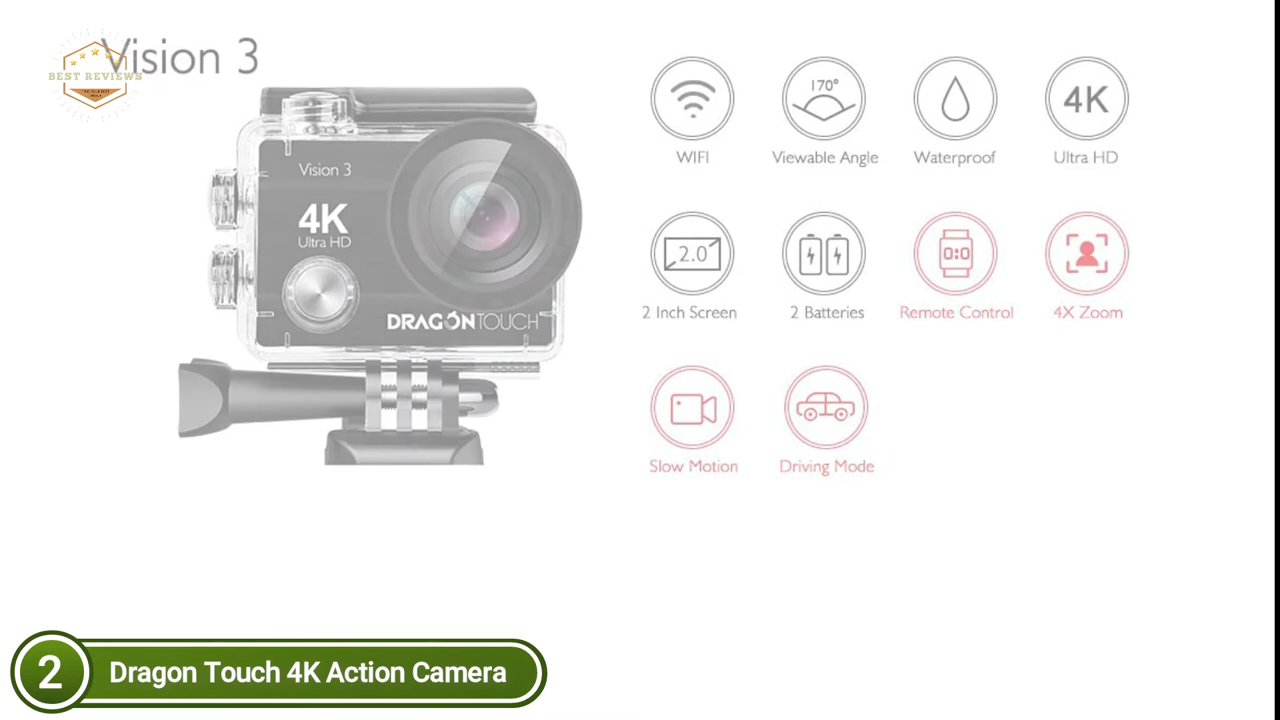 Vision 3
BEST REVIEWS
Vision 3
4K
Ultra HD
DRAGONTOUCH
WIFI
170°
Viewable Angle
Waterproof
4K
Ultra HD
2.0
2 Inch Screen
2 Batteries
0:0
Remote Control
4X Zoom
Slow Motion
Driving Mode
2
Dragon Touch 4K Action Camera